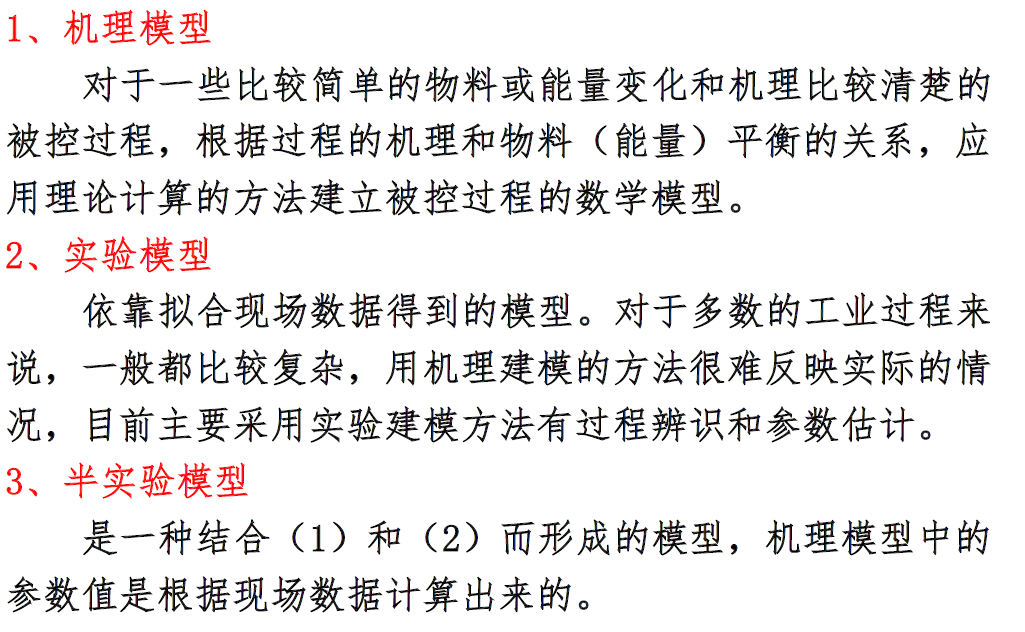 1、机理模型
对于一些比较简单的物料或能量变化和机理比较清楚的
被控过程，根据过程的机理和物料（能量）平衡的关系，应
用理论计算的方法建立被控过程的数学模型。
2、实验模型
依靠拟合现场数据得到的模型。对于多数的工业过程来
说，一般都比较复杂，用机理建模的方法很难反映实际的情
况，目前主要采用实验建模方法有过程辨识和参数估计。
3、半实验模型
是一种结合（1）和（2）而形成的模型，机理模型中的
参数值是根据现场数据计算出来的。